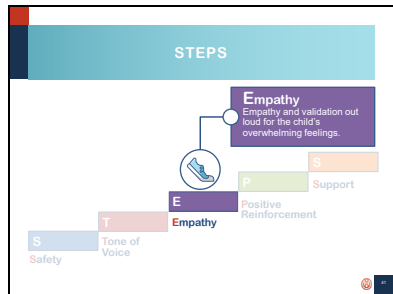 STEPS
Empathy
Empathy and validation out
loud for the child's
overwhelming feelings.
S
Support
P
Positive
Reinforcement
E
Empathy
T
Tone of
Voice
S
Safety